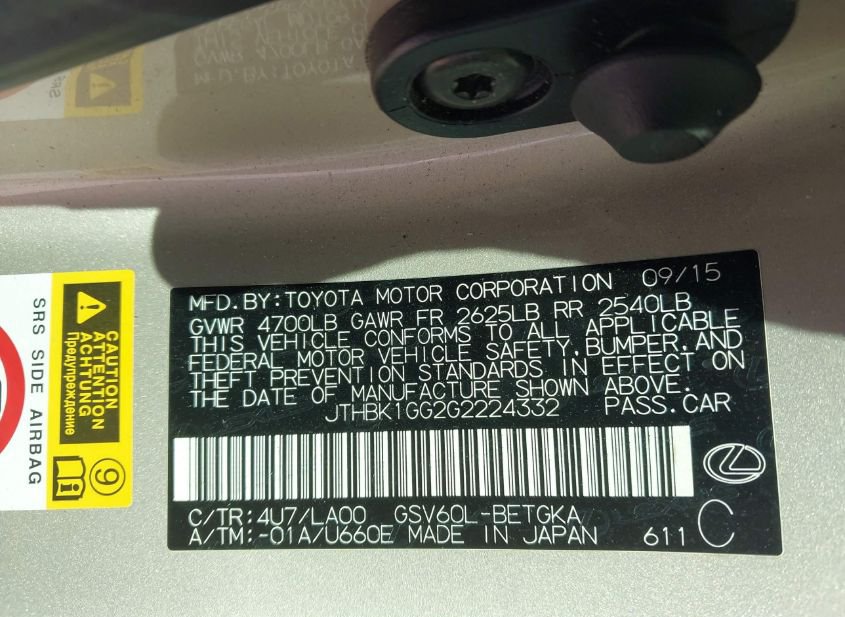 MFD.BY:TOYOTA MOTOR CORPORATION 09/15
GVWR 4700LB GAWR FR 2625LB RR 2540LB
THIS VEHICLE CONFORMS TO ALL APPLICABLE
FEDERAL MOTOR VEHICLE SAFETY,BUMPER,AND
THEFT PREVENTION STANDARDS IN EFFECT ON
THE DATE OF MANUFACTURE SHOWN ABOVE.
JTHBK1GG2G2224332 PASS.CAR
C/TR:4U7/LA00 GSV60L-BETGKA
A/TM:-01A/U660E MADE IN JAPAN 611 C
CAUTION
ATTENTION
ACHTUNG
Предупреждение
SRS SIDE AIRBAG
9